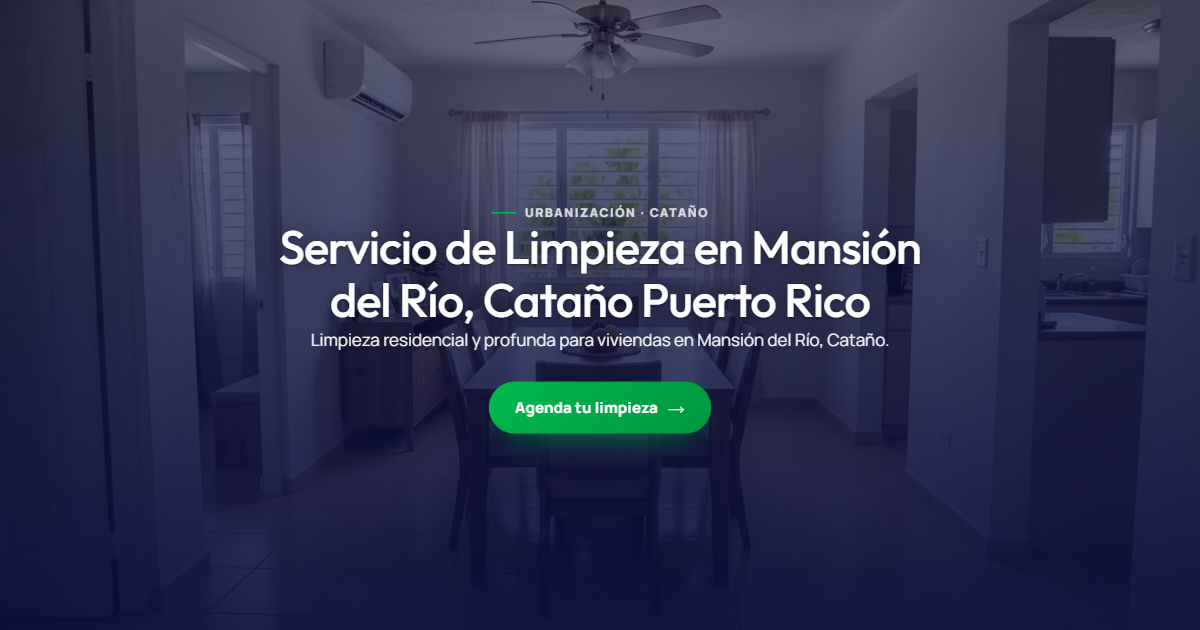 URBANIZACIÓN · CATAÑO
Servicio de Limpieza en Mansión
del Río, Cataño Puerto Rico
Limpieza residencial y profunda para viviendas en Mansión del Río, Cataño.
Agenda tu limpieza →